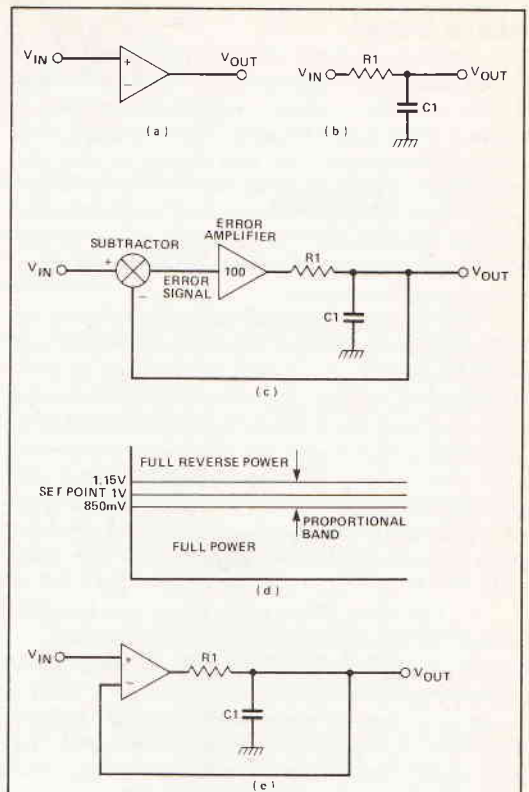 VIN
+
−
VOUT
(a)
VIN
R1
VOUT
C1
(b)
SUBTRACTOR
ERROR
AMPLIFIER
VIN
+
−
ERROR
SIGNAL
100
R1
VOUT
C1
(c)
FULL REVERSE POWER
1.15V
SET POINT 1V
850mV
PROPORTIONAL
BAND
FULL POWER
(d)
VIN
+
−
R1
VOUT
C1
(e)